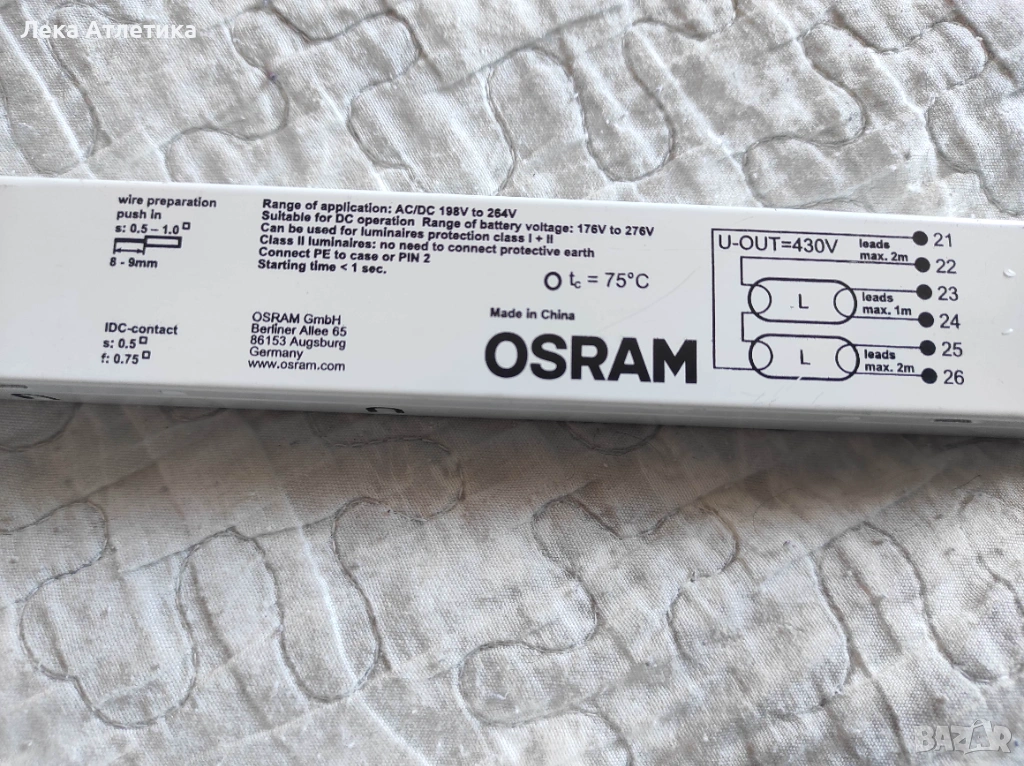 Лека Атлетика
wire preparation
push in
s: 0.5 – 1.0
8 - 9mm
IDC-contact
s: 0.5
f: 0.75
Range of application: AC/DC 198V to 264V
Suitable for DC operation Range of battery voltage: 176V to 276V
Can be used for luminaires protection class I + II
Class II luminaires: no need to connect protective earth
Connect PE to case or PIN 2
Starting time < 1 sec.
tc = 75°C
OSRAM GmbH
Berliner Allee 65
86153 Augsburg
Germany
www.osram.com
Made in China
OSRAM
U-OUT=430V
leads
max. 2m
21
22
L
leads
max. 1m
23
24
L
leads
max. 2m
25
26
BAZAR